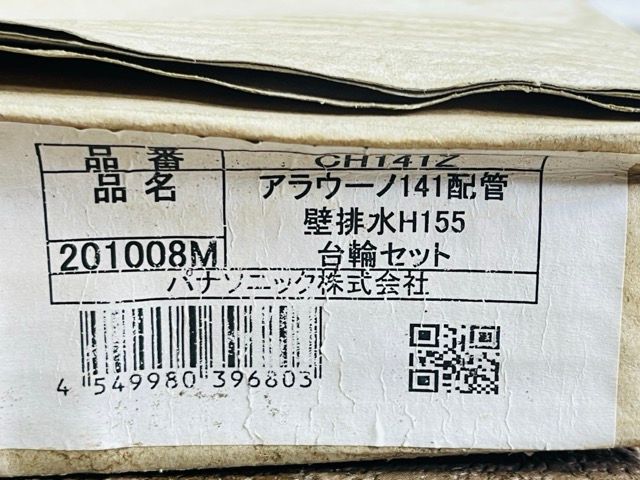 品番 CH141Z
品名 アラウーノ141配管
壁排水H155
201008M 台輪セット
パナソニック株式会社
4 549980 396803